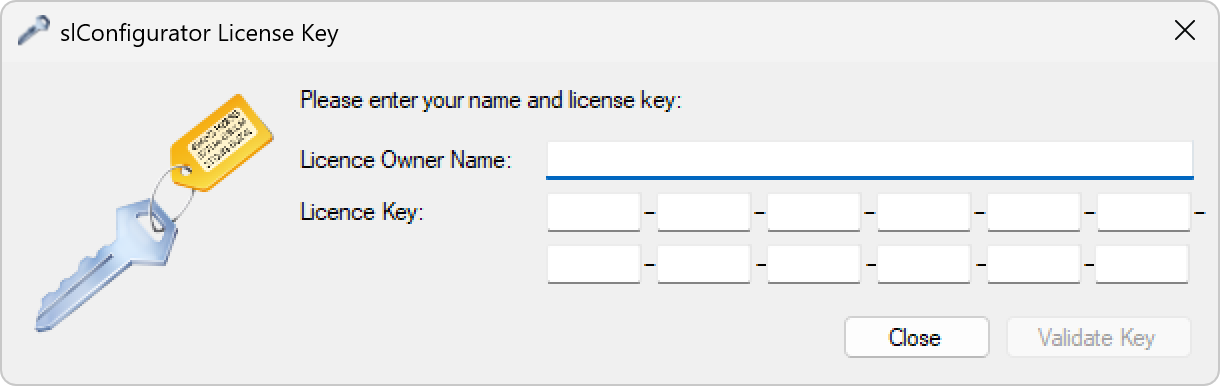 slConfigurator License Key
Please enter your name and license key:
Licence Owner Name:
Licence Key:
- - - - - -
- - - - -
Close Validate Key